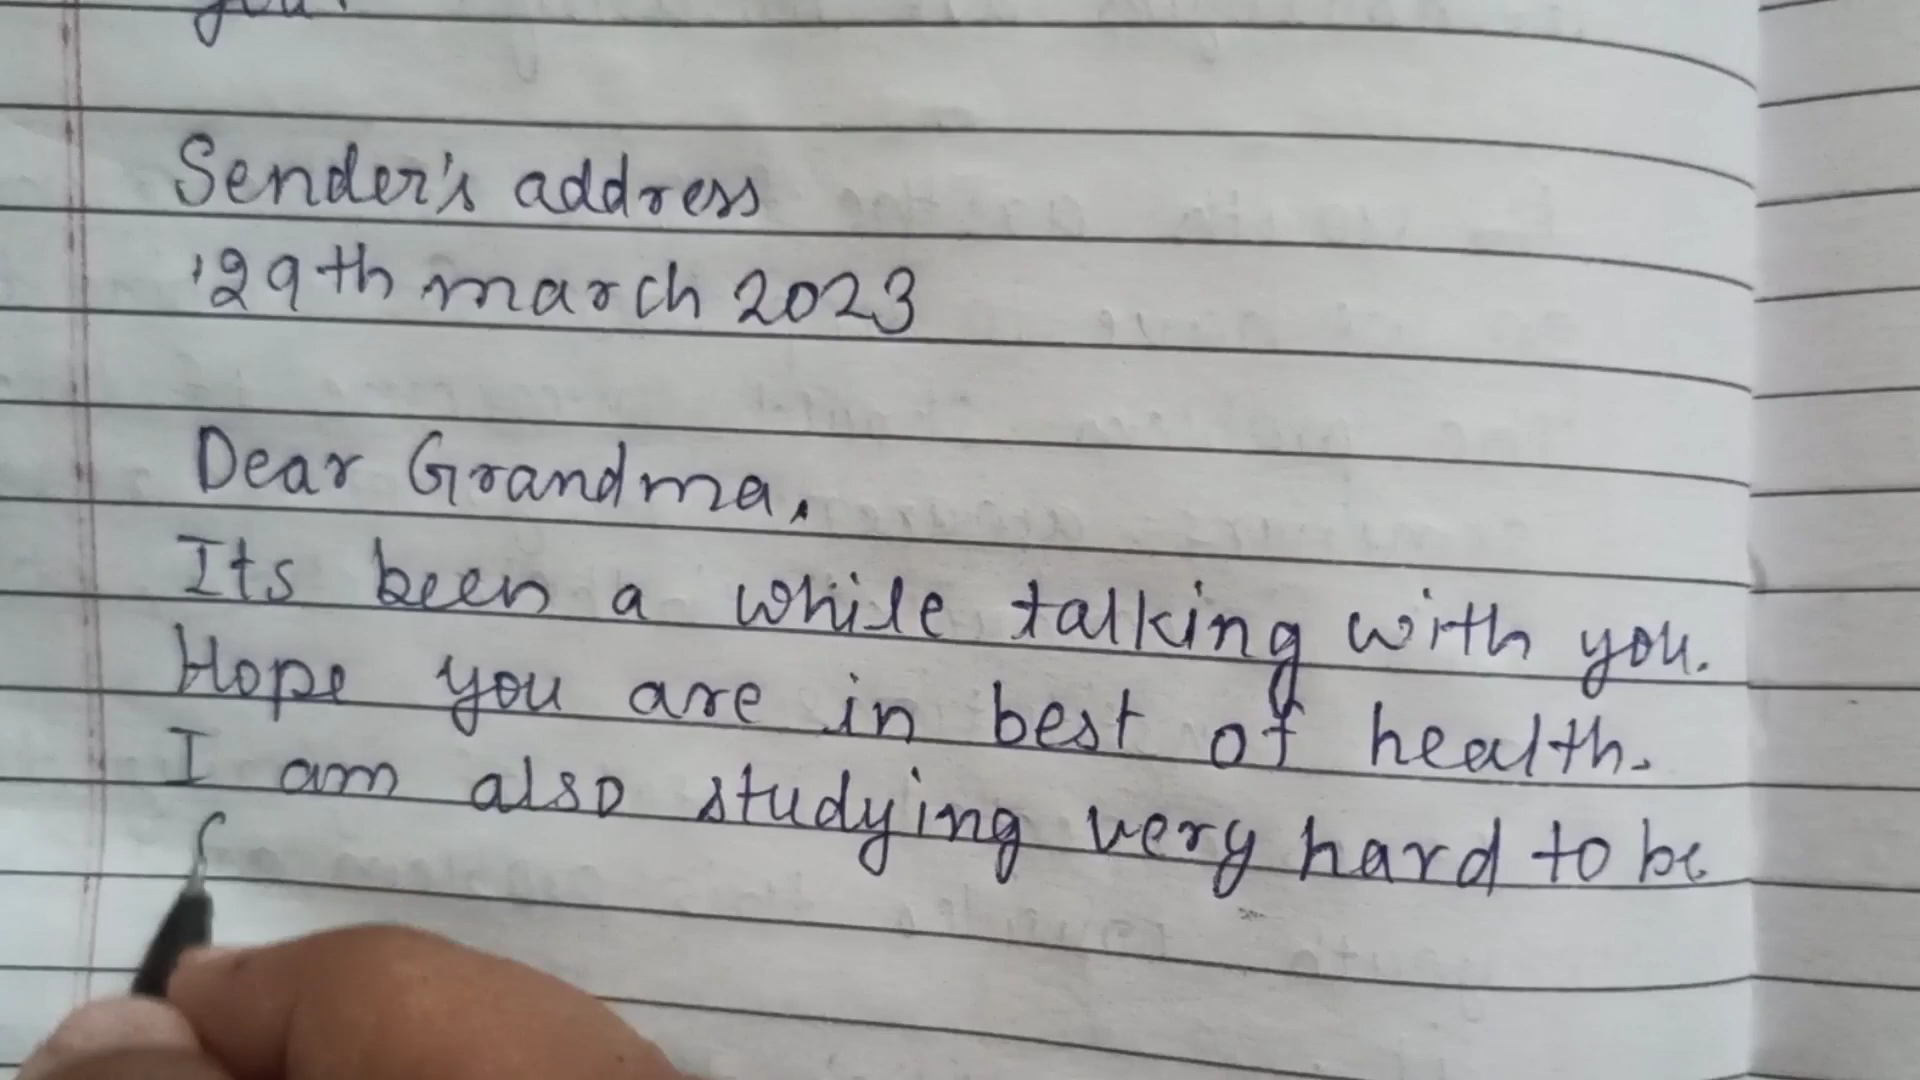 you.
Sender's address
29th march 2023
Dear Grandma,
Its been a while talking with you.
Hope you are in best of health.
I am also studying very hard to be